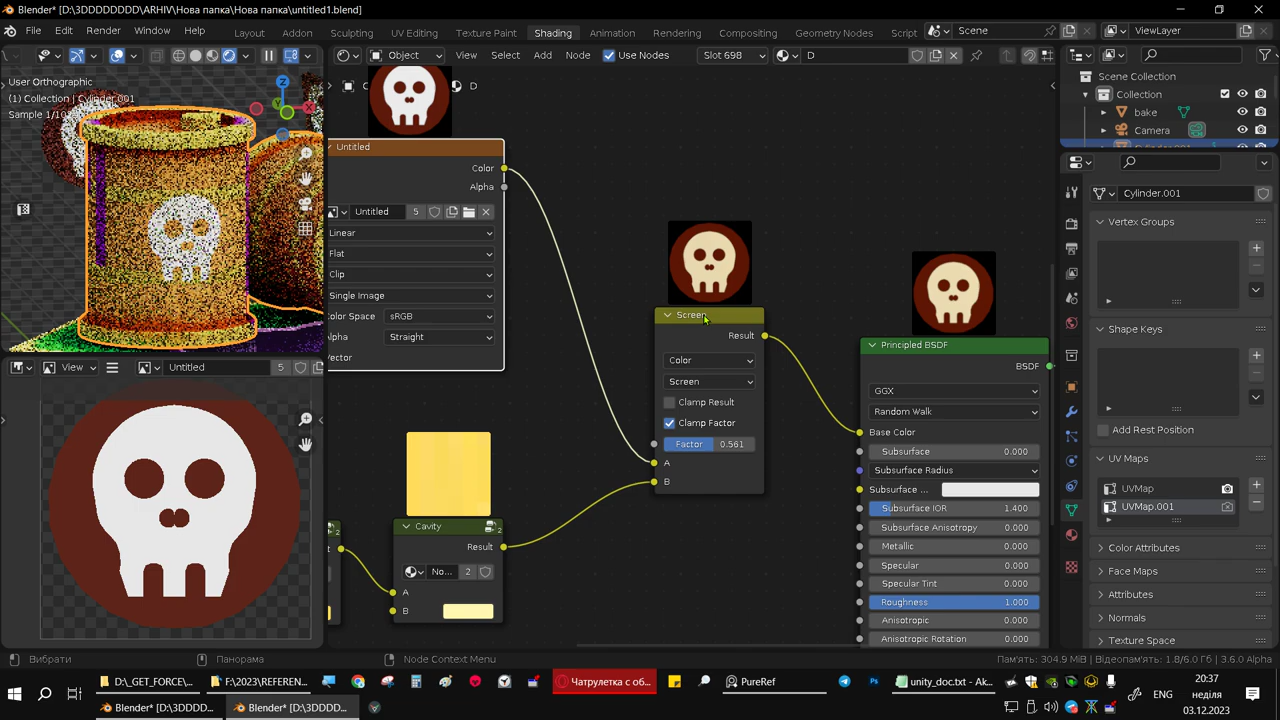 Blender* [D:\3DDDDDDDD\ARHIV\Нова папка\Нова папка\untitled1.blend]
File Edit Render Window Help Layout Addon Modeling Sculpting UV Editing Texture Paint Shading Animation Rendering Compositing Geometry Nodes Script Scene ViewLayer
Object View Select Add Node Use Nodes Slot 698 D
User Orthographic
(1) Collection | Cylinder.001
D
Scene Collection
Collection
bake
Camera
Untitled
Color
Alpha
Untitled 5
Linear
Flat
Clip
Single Image
Color Space sRGB
Alpha Straight
Vector
View Untitled 5
Screen
Result
Color
Screen
Clamp Result
Clamp Factor
Factor 0.561
A
B
Cavity
Result
No... 2
A
B
Principled BSDF
BSDF
GGX
Random Walk
Base Color
Subsurface 0.000
Subsurface Radius
Subsurface ...
Subsurface IOR 1.400
Subsurface Anisotropy 0.000
Metallic 0.000
Specular 0.000
Specular Tint 0.000
Roughness 1.000
Anisotropic 0.000
Anisotropic Rotation 0.000
Cylinder.001
Vertex Groups
Shape Keys
Add Rest Position
UV Maps
UVMap
UVMap.001
Color Attributes
Face Maps
Attributes
Normals
Texture Space
Вибрати Панорама Node Context Menu Пам'ять: 304.9 MiB | Відеопам'ять: 1.8/6.0 Гб | 3.6.0 Alpha
D:\_GET_FORCE\... F:\2023\REFEREN... Чатрулетка с об... PureRef unity_doc.txt - Ak...
Blender* [D:\3DDDD... Blender* [D:\3DDDD...
ENG
20:37
неділя
03.12.2023